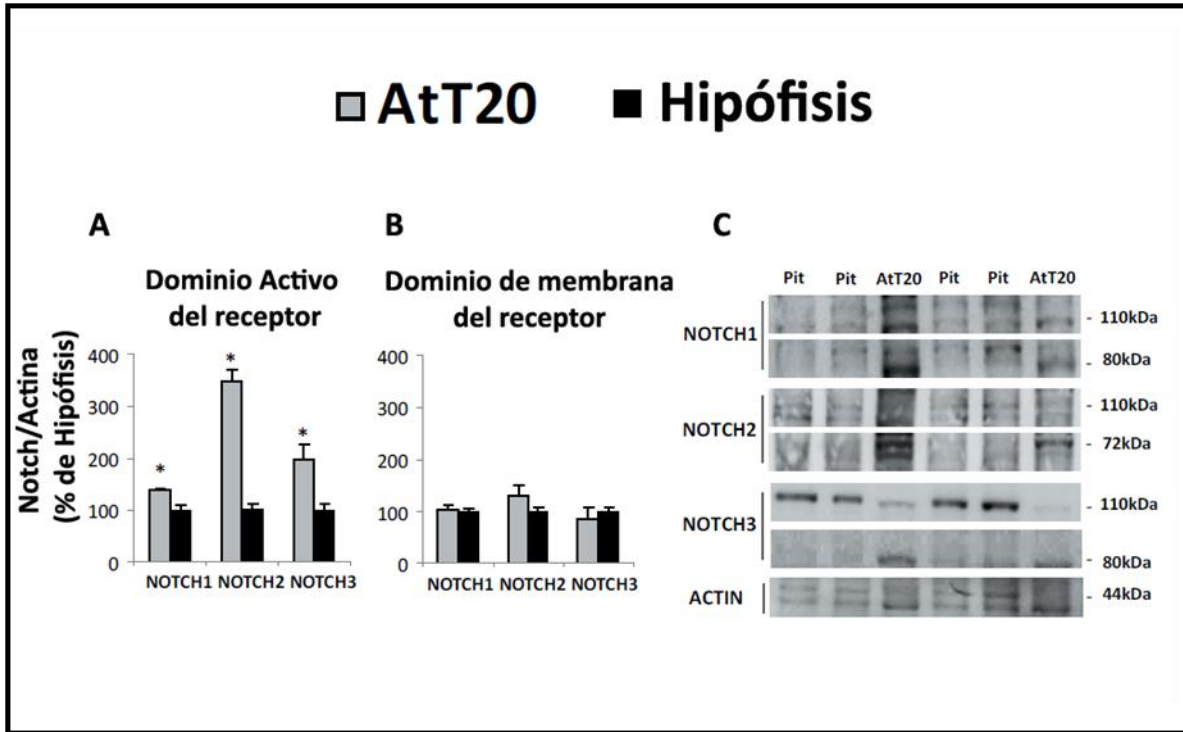 AtT20 Hipófisis
A B C
Dominio Activo
del receptor
Dominio de membrana
del receptor
Notch/Actina
(% de Hipófisis)
400
300
200
100
0
* * *
NOTCH1 NOTCH2 NOTCH3
400
300
200
100
0
NOTCH1 NOTCH2 NOTCH3
Pit Pit AtT20 Pit Pit AtT20
NOTCH1
- 110kDa
- 80kDa
NOTCH2
- 110kDa
- 72kDa
NOTCH3
- 110kDa
- 80kDa
ACTIN
- 44kDa